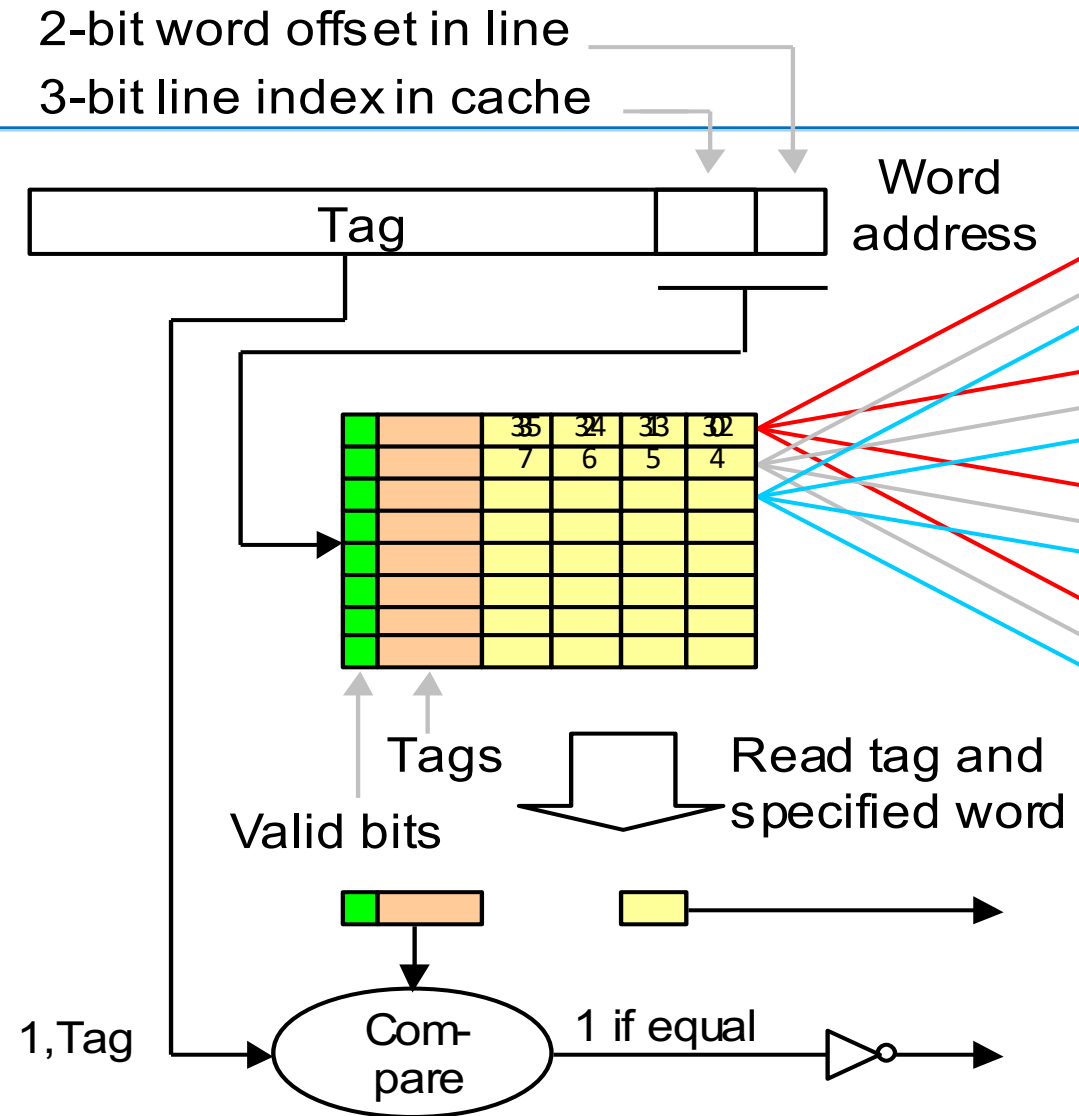 2-bit word offset in line
3-bit line index in cache
Word
address
Tag
7 6 5 4
Tags
Valid bits
Read tag and
specified word
1,Tag
Com-
pare
1 if equal